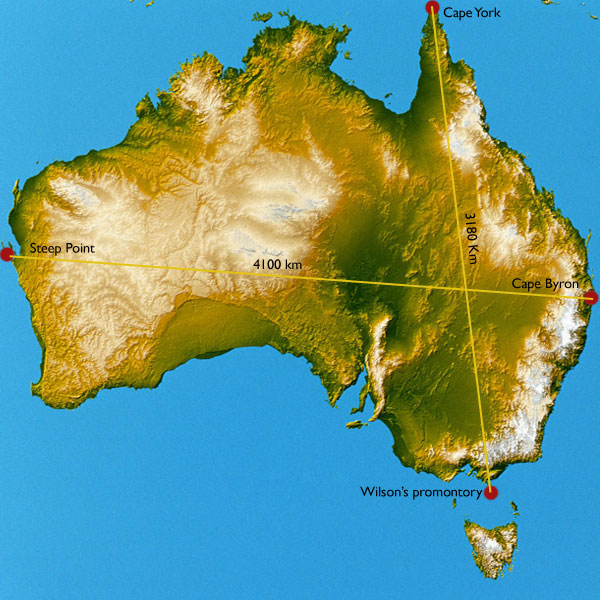 Cape York
Steep Point
3180 Km
4100 km
Cape Byron
Wilson's promontory